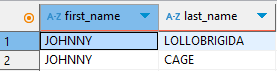 first_name last_name
1 JOHNNY LOLLOBRIGIDA
2 JOHNNY CAGE